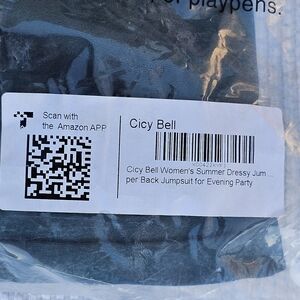 playpens.
Scan with
the Amazon APP
Cicy Bell
Cicy Bell Women's Summer Dressy Jum ...
per Back Jumpsuit for Evening Party